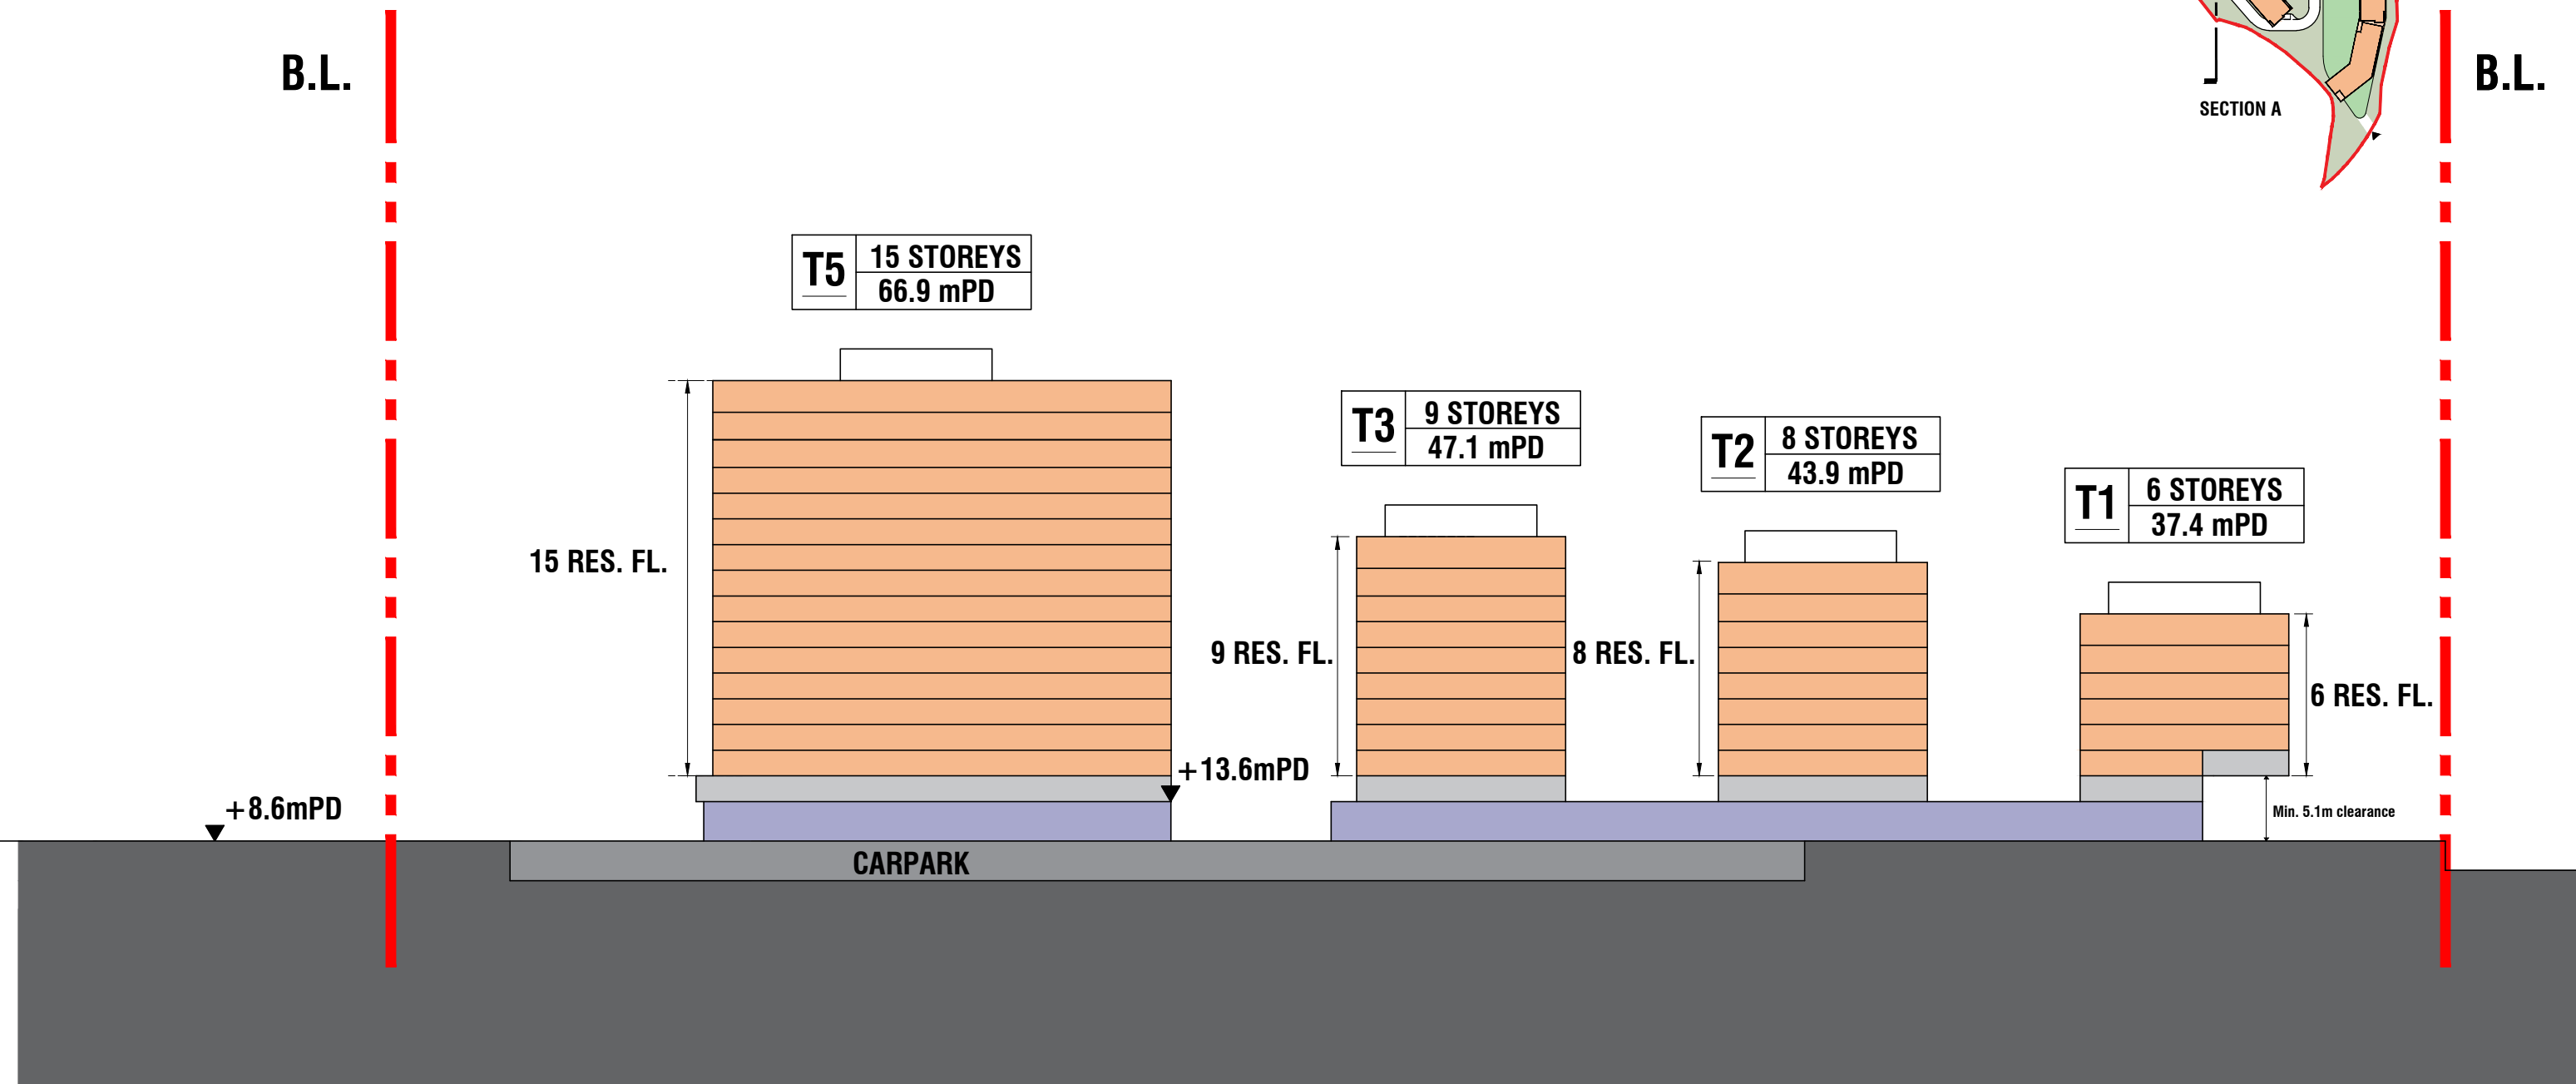 B.L.
B.L.
SECTION A
T5
15 STOREYS
66.9 mPD
T3
9 STOREYS
47.1 mPD
T2
8 STOREYS
43.9 mPD
T1
6 STOREYS
37.4 mPD
15 RES. FL.
9 RES. FL.
8 RES. FL.
6 RES. FL.
+13.6mPD
+8.6mPD
Min. 5.1m clearance
CARPARK